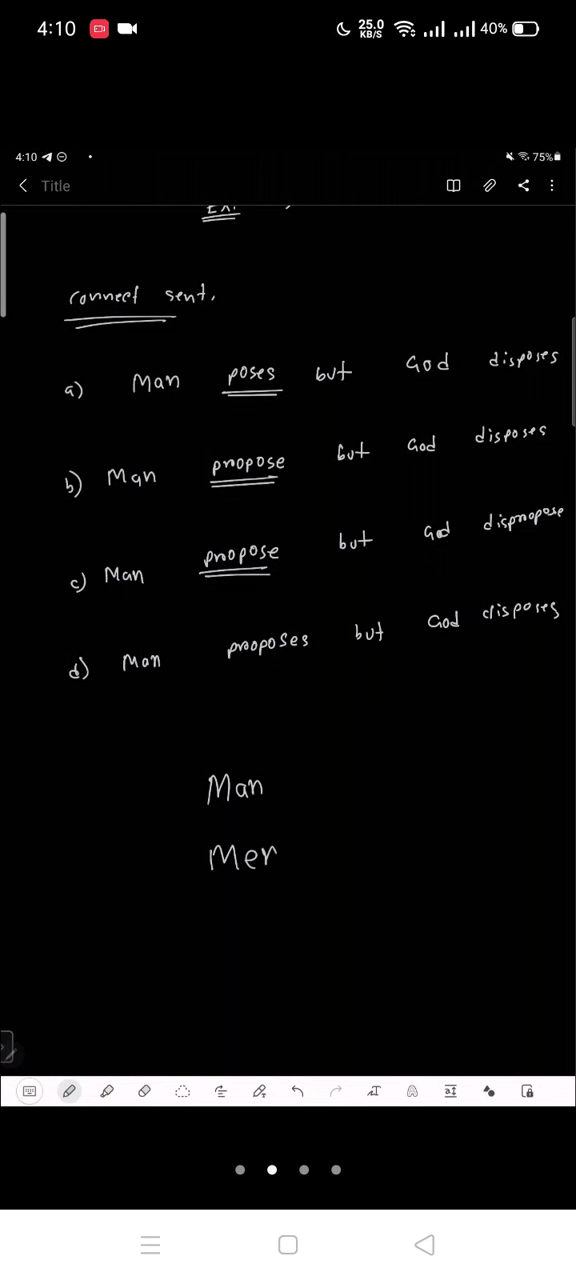 4:10 25.0 KB/S 40%
4:10 75%
Title
Ex.
connect sent.
a) Man poses but God disposes
b) Man propose but God disposes
c) Man propose but God dispropose
d) Man proposes but God disposes
Man
Mer